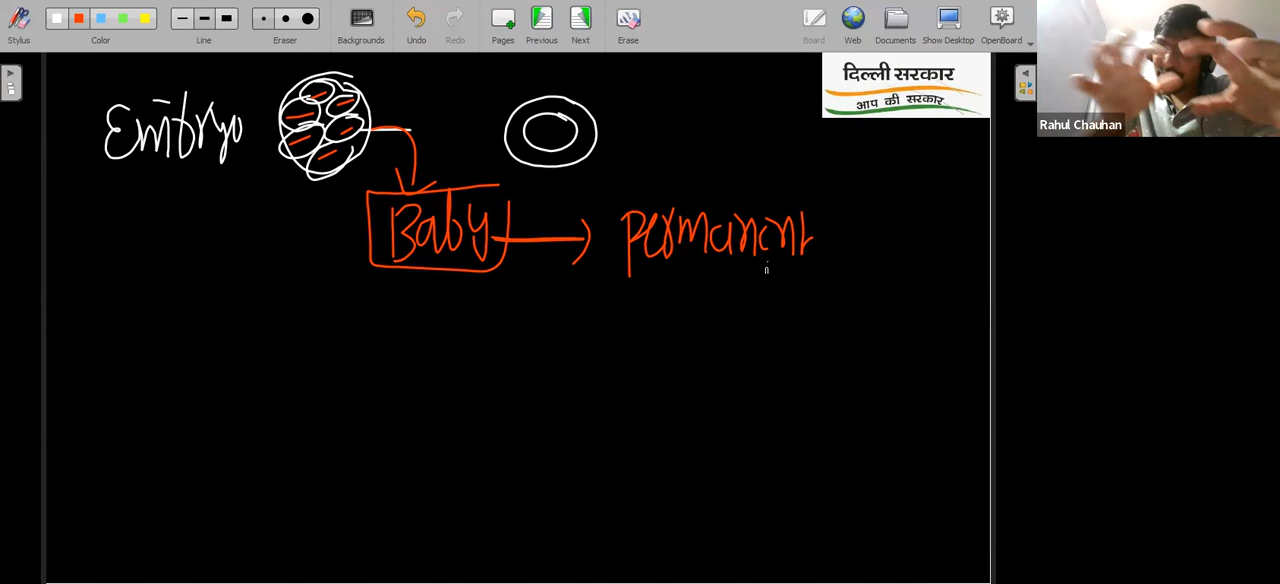 Stylus
Color
Line
Eraser
Backgrounds
Undo
Redo
Pages
Previous
Next
Erase
Board
Web
Documents
Show Desktop
OpenBoard
दिल्ली सरकार
आप की सरकार
Rahul Chauhan
Embryo
Baby
Permanent